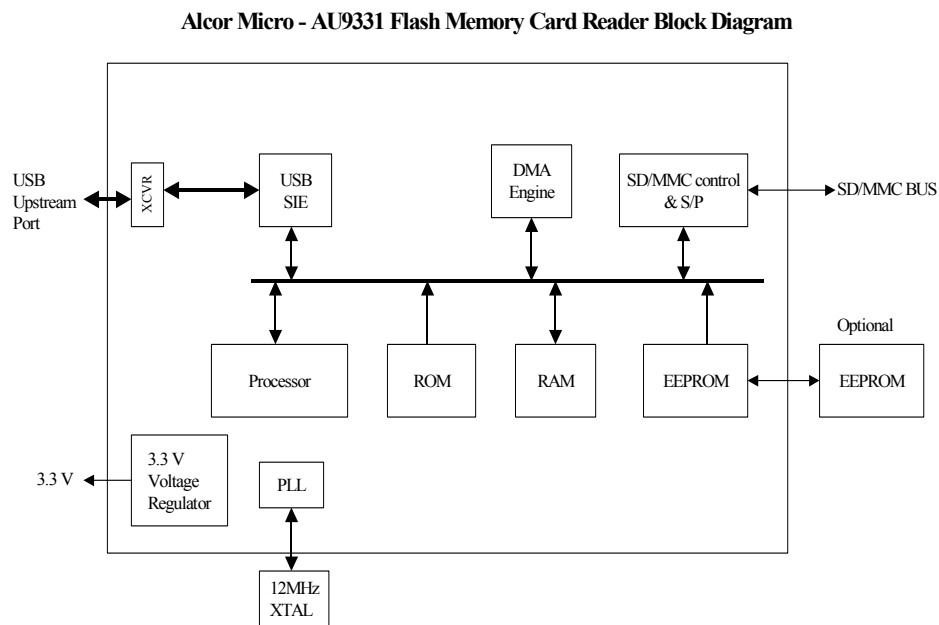 Alcor Micro - AU9331 Flash Memory Card Reader Block Diagram
USB
Upstream
Port
XCVR
USB
SIE
DMA
Engine
SD/MMC control
& S/P
SD/MMC BUS
Processor
ROM
RAM
EEPROM
Optional
EEPROM
3.3 V
3.3 V
Voltage
Regulator
PLL
12MHz
XTAL